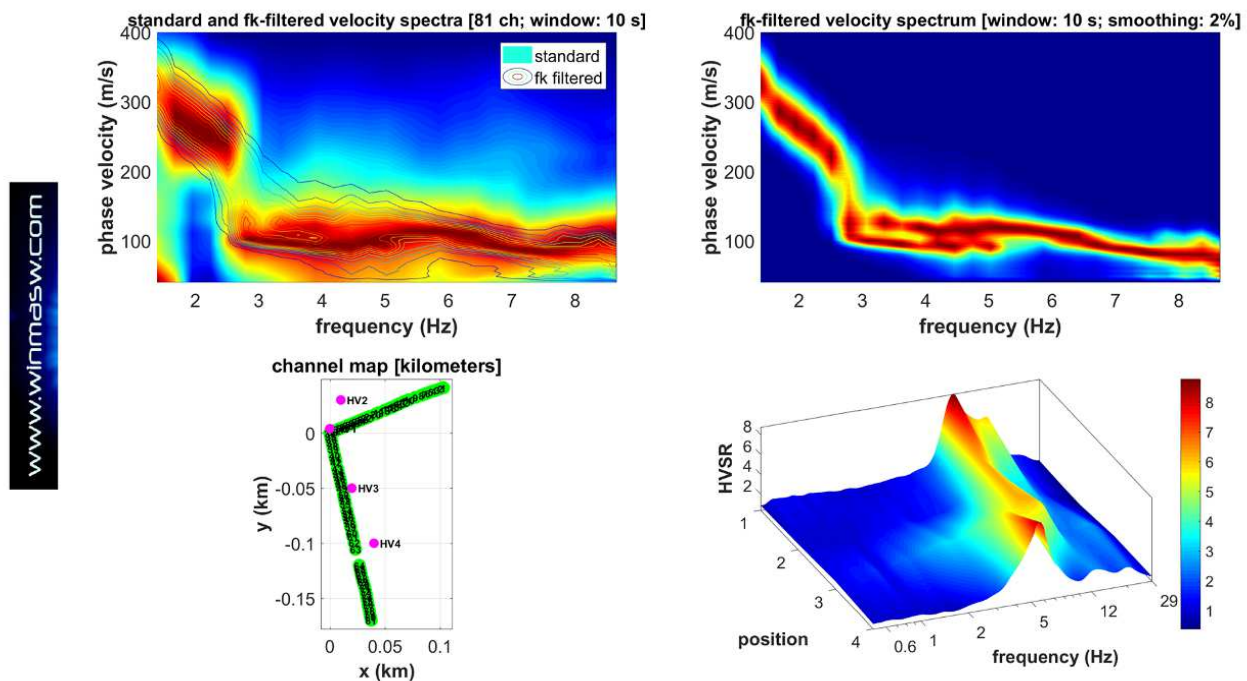 standard and fk-filtered velocity spectra [81 ch; window: 10 s]
400
300
200
100
phase velocity (m/s)
standard
fk filtered
2 3 4 5 6 7 8
frequency (Hz)
fk-filtered velocity spectrum [window: 10 s; smoothing: 2%]
400
300
200
100
phase velocity (m/s)
2 3 4 5 6 7 8
frequency (Hz)
www.winmasw.com
channel map [kilometers]
HV2
HV3
HV4
0
-0.05
-0.1
-0.15
y (km)
0 0.05 0.1
x (km)
HVSR
8
6
4
2
1
2
3
4
position
0.6 1 2 5 12 29
frequency (Hz)
8
7
6
5
4
3
2
1